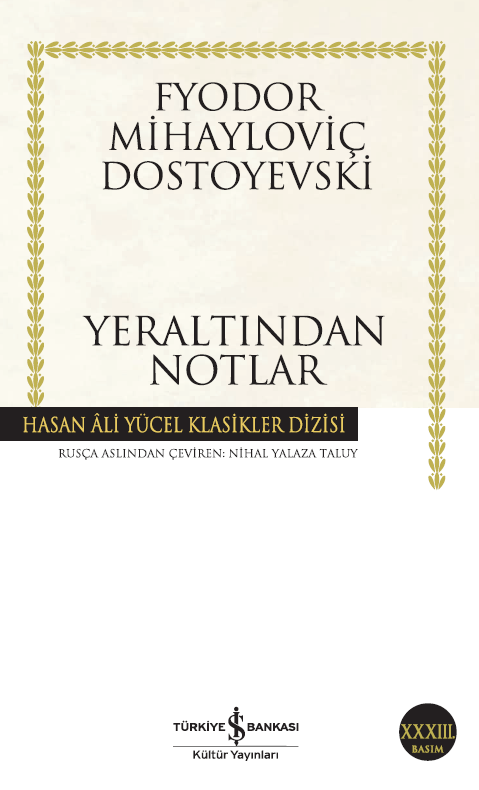 FYODOR
MİHAYLOVİÇ
DOSTOYEVSKİ
YERALTINDAN
NOTLAR
HASAN ÂLİ YÜCEL KLASİKLER DİZİSİ
RUSÇA ASLINDAN ÇEVİREN: NİHAL YALAZA TALUY
TÜRKİYE İŞ BANKASI
Kültür Yayınları
XXXIII.
BASIM